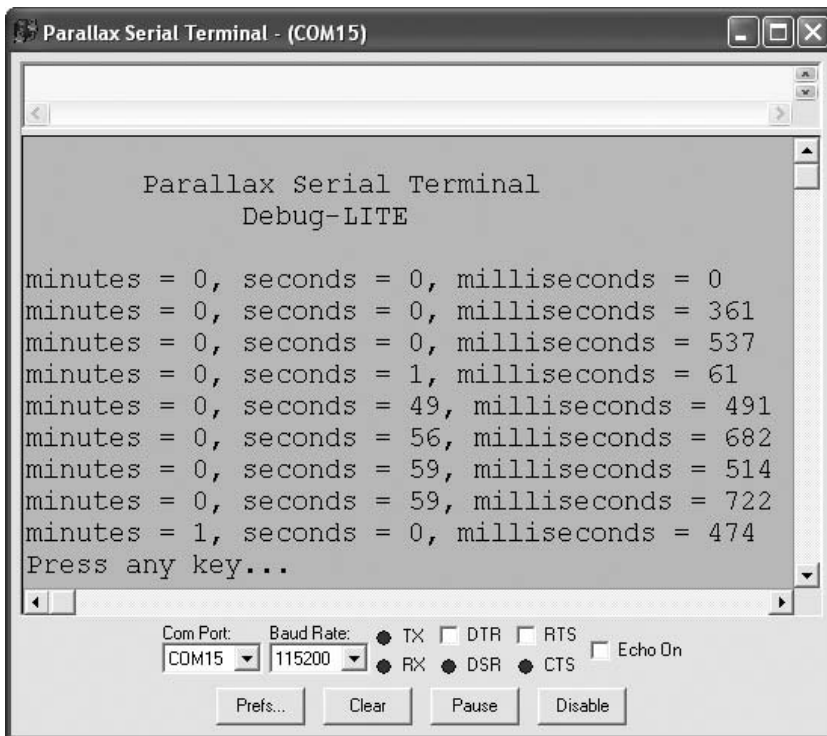 Parallax Serial Terminal - (COM15)
Parallax Serial Terminal
Debug-LITE
minutes = 0, seconds = 0, milliseconds = 0
minutes = 0, seconds = 0, milliseconds = 361
minutes = 0, seconds = 0, milliseconds = 537
minutes = 0, seconds = 1, milliseconds = 61
minutes = 0, seconds = 49, milliseconds = 491
minutes = 0, seconds = 56, milliseconds = 682
minutes = 0, seconds = 59, milliseconds = 514
minutes = 0, seconds = 59, milliseconds = 722
minutes = 1, seconds = 0, milliseconds = 474
Press any key...
Com Port: Baud Rate: TX DTR RTS
COM15 115200 RX DSR CTS Echo On
Prefs... Clear Pause Disable